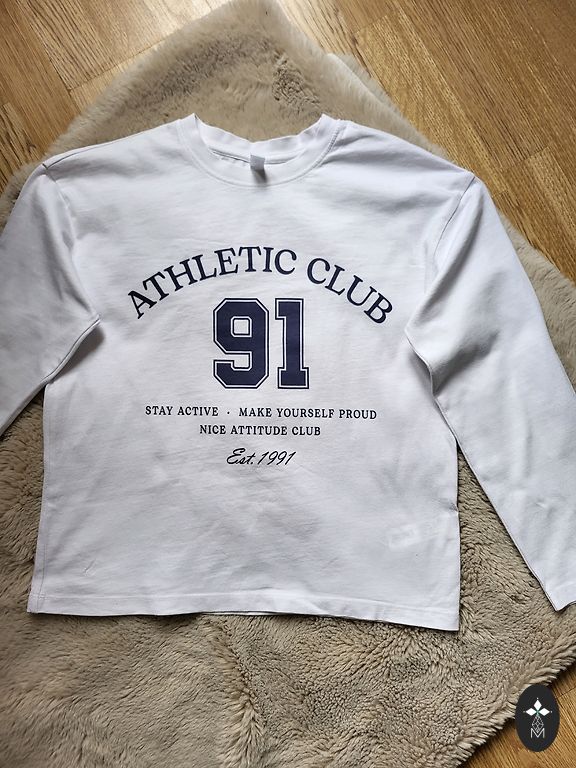 ATHLETIC CLUB
91
STAY ACTIVE · MAKE YOURSELF PROUD
NICE ATTITUDE CLUB
Est. 1991
M